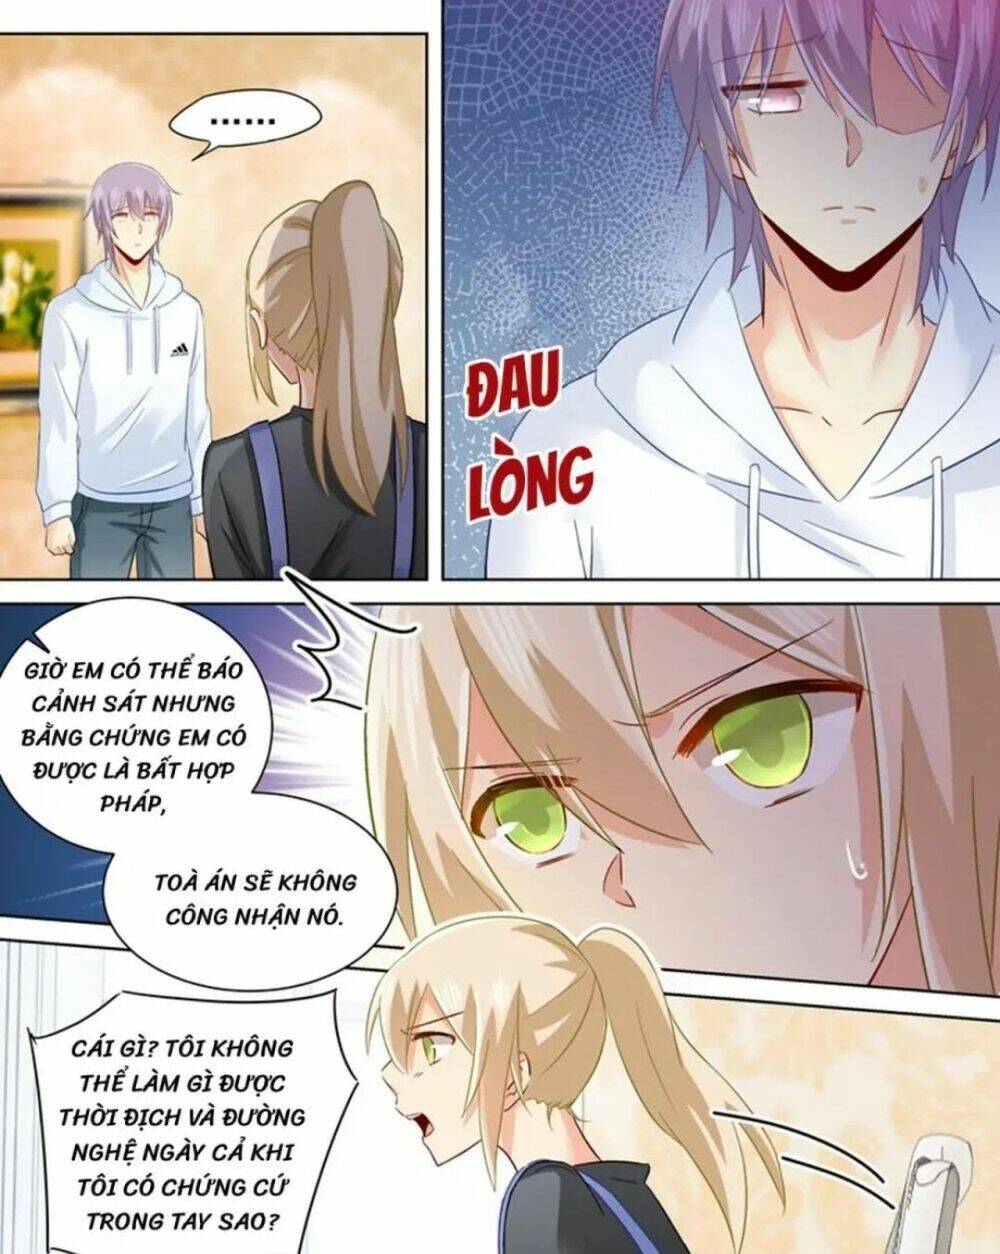 ......
ĐAU
LÒNG
GIỜ EM CÓ THỂ BÁO
CẢNH SÁT NHƯNG
BẰNG CHỨNG EM CÓ
ĐƯỢC LÀ BẤT HỢP
PHÁP,
TOÀ ÁN SẼ KHÔNG
CÔNG NHẬN NÓ.
CÁI GÌ? TÔI KHÔNG
THỂ LÀM GÌ ĐƯỢC
THỜI ĐỊCH VÀ ĐƯỜNG
NGHỆ NGAY CẢ KHI
TÔI CÓ CHỨNG CỨ
TRONG TAY SAO?